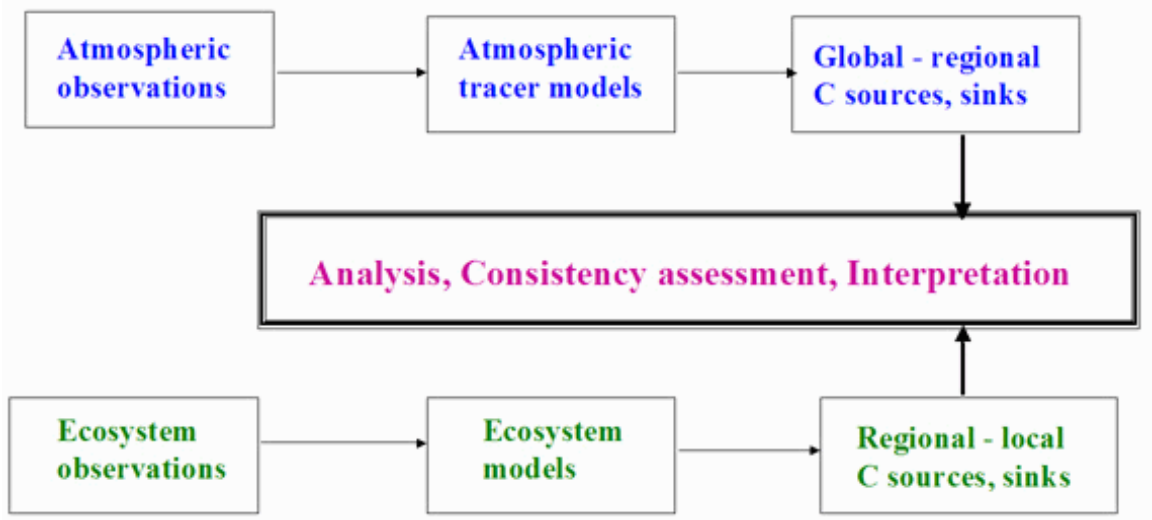 Atmospheric
observations
Atmospheric
tracer models
Global - regional
C sources, sinks
Analysis, Consistency assessment, Interpretation
Ecosystem
observations
Ecosystem
models
Regional - local
C sources, sinks